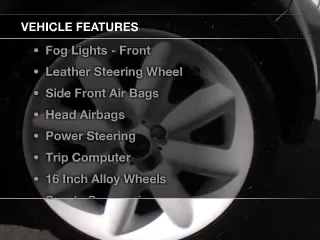 VEHICLE FEATURES
• Fog Lights - Front
• Leather Steering Wheel
• Side Front Air Bags
• Head Airbags
• Power Steering
• Trip Computer
• 16 Inch Alloy Wheels